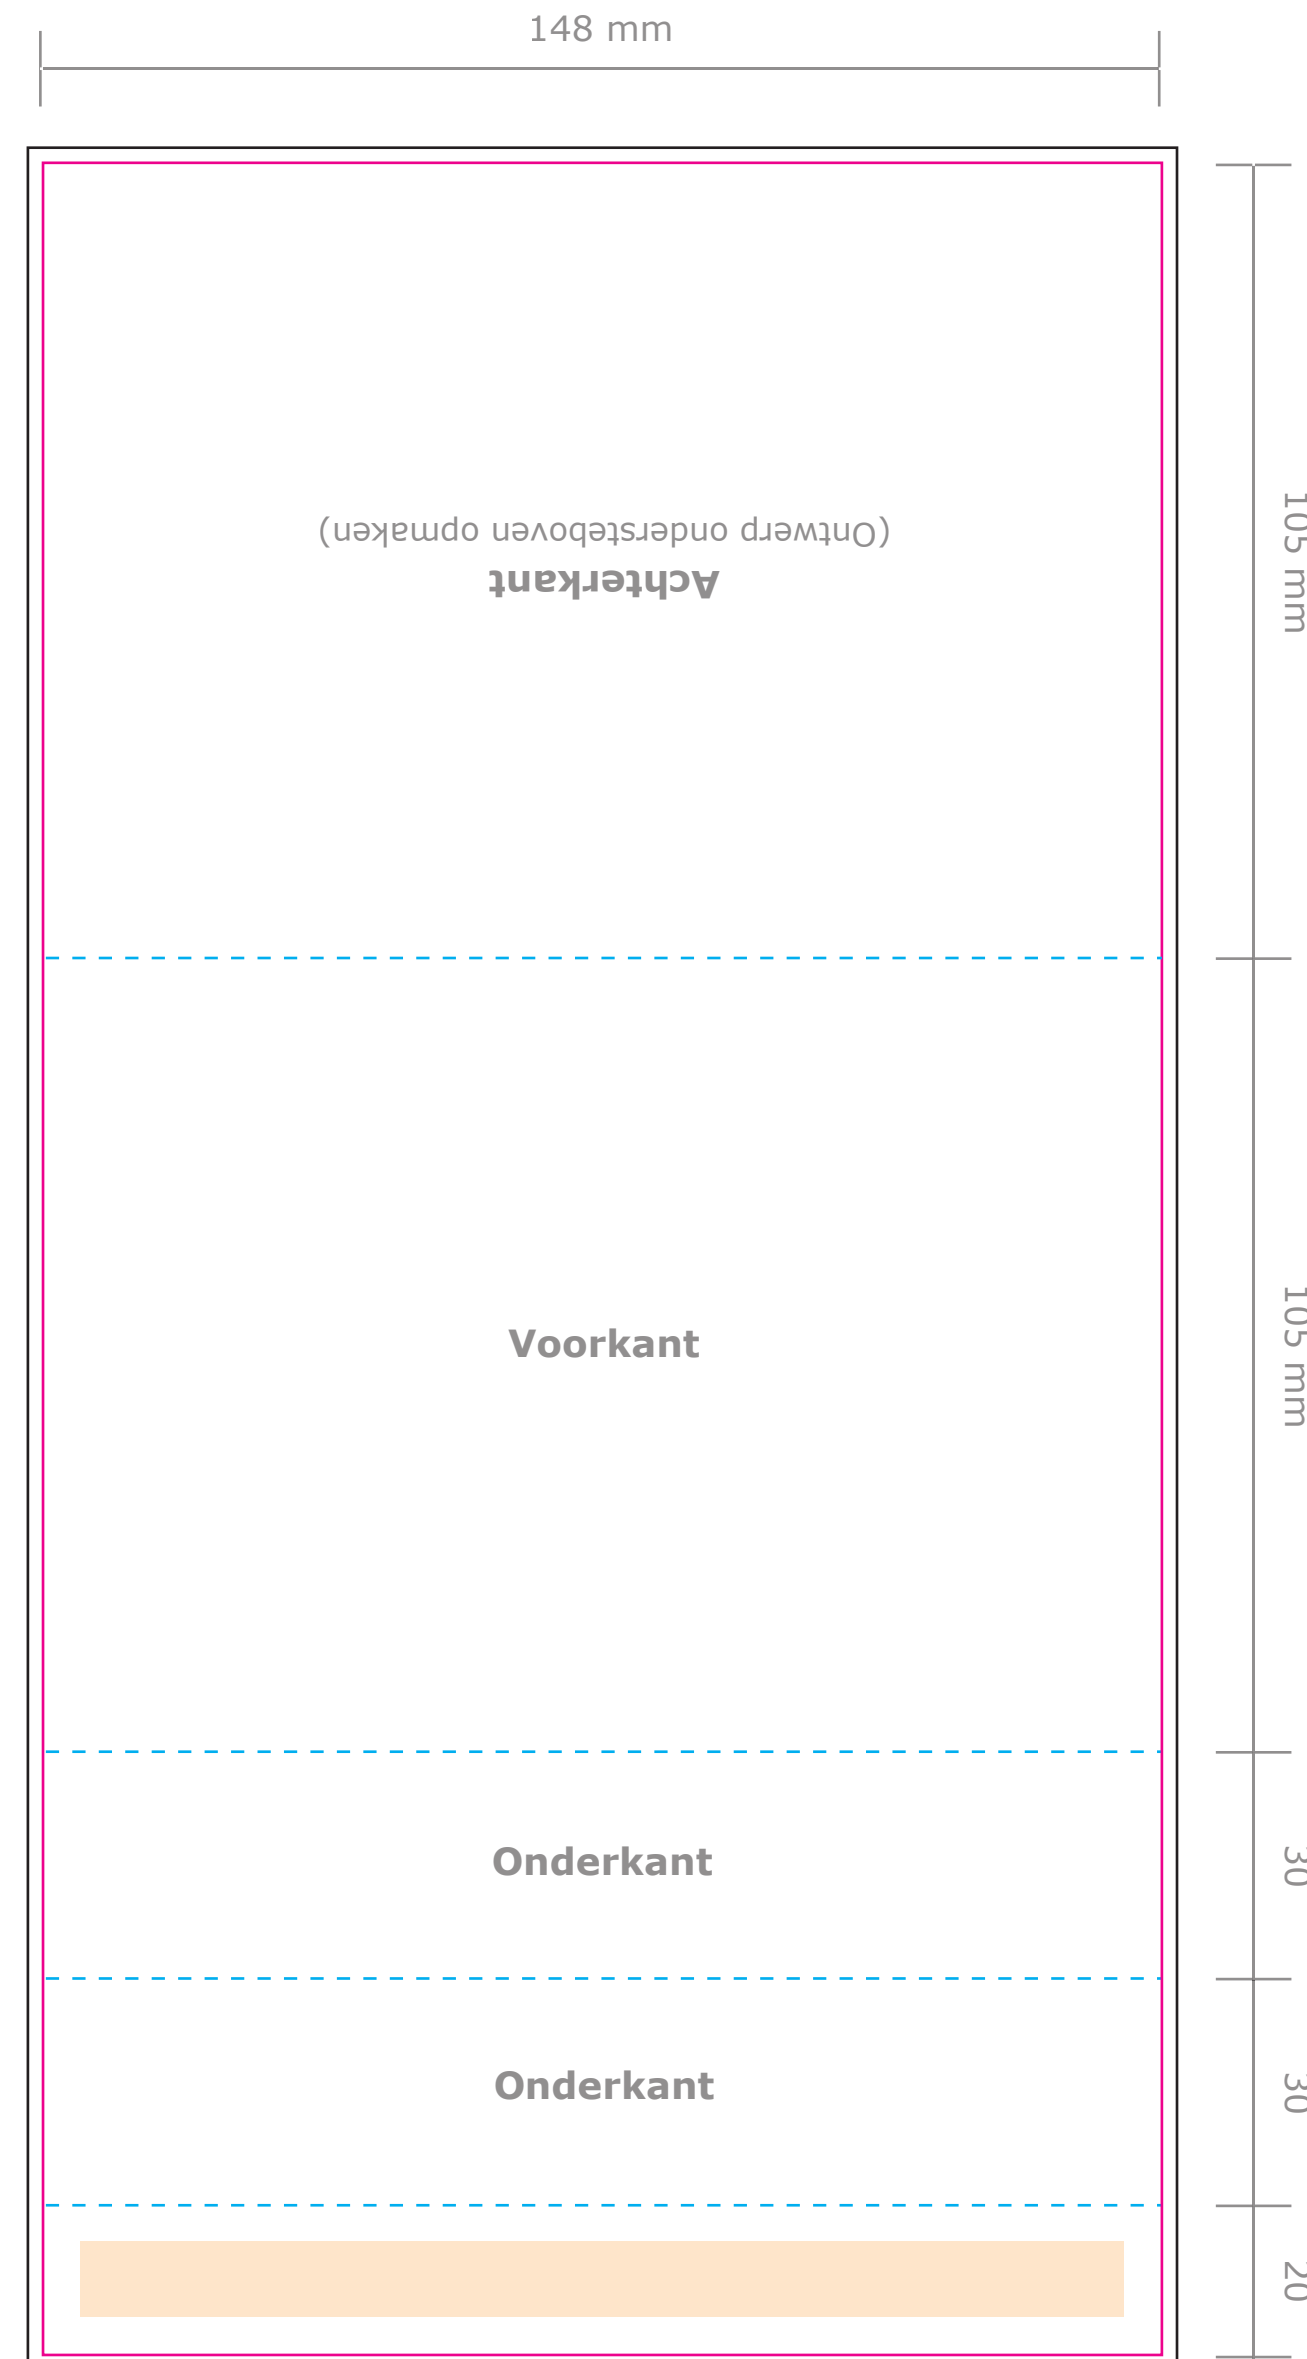 148 mm
105 mm
(Ontwerp ondersteboven opmaken)
Achterkant
105 mm
Voorkant
30
Onderkant
30
Onderkant
20